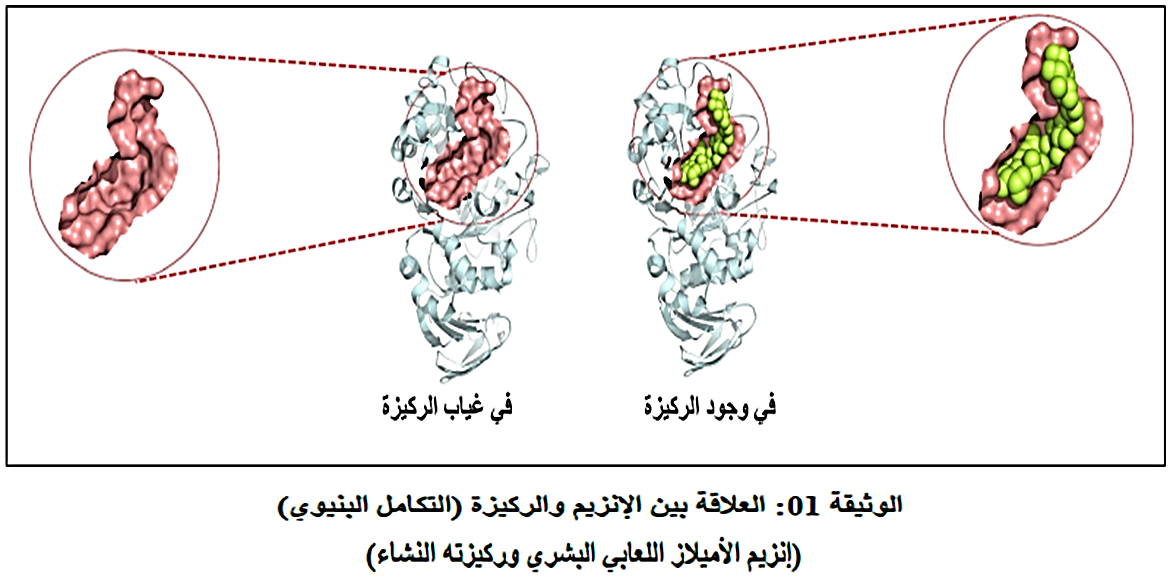 في وجود الركيزة
في غياب الركيزة
الوثيقة 01: العلاقة بين الإنزيم والركيزة (التكامل البنيوي)
(إنزيم الأميلاز اللعابي البشري وركيزته النشاء)